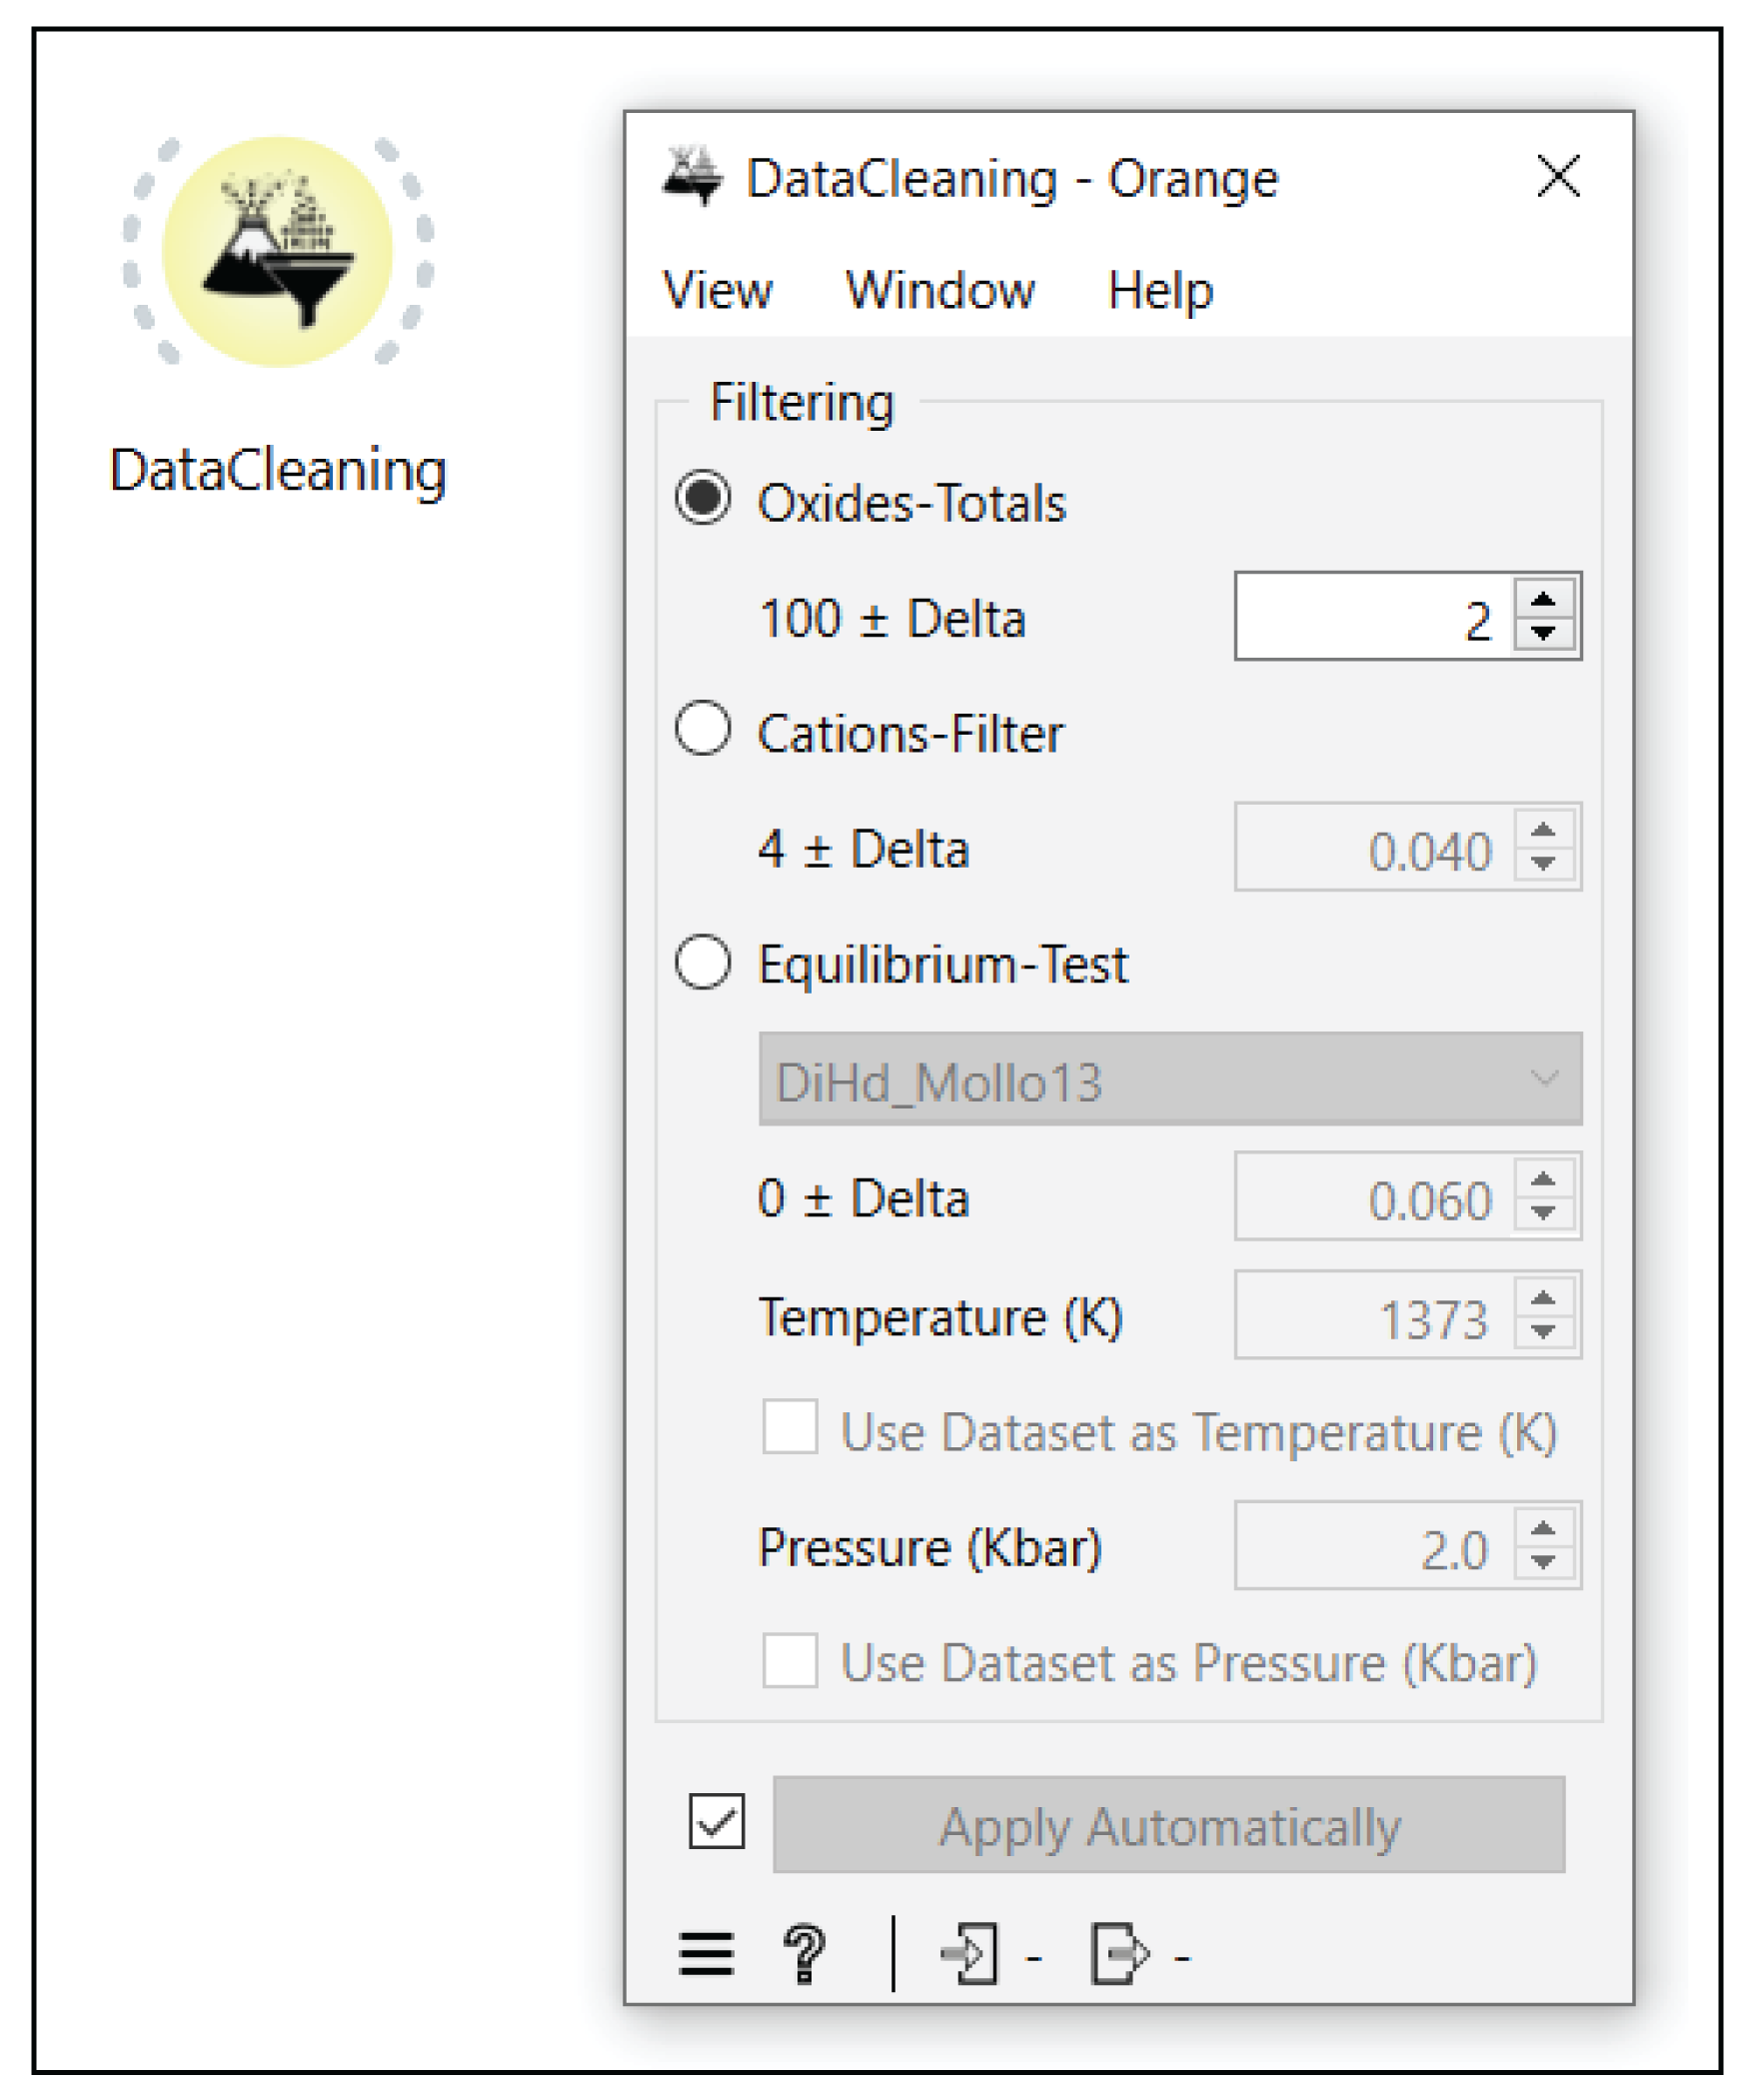 DataCleaning
DataCleaning - Orange
View Window Help
Filtering
Oxides-Totals
100 ± Delta 2
Cations-Filter
4 ± Delta 0.040
Equilibrium-Test
DiHd_Mollo13
0 ± Delta 0.060
Temperature (K) 1373
Use Dataset as Temperature (K)
Pressure (Kbar) 2.0
Use Dataset as Pressure (Kbar)
Apply Automatically
? | - -